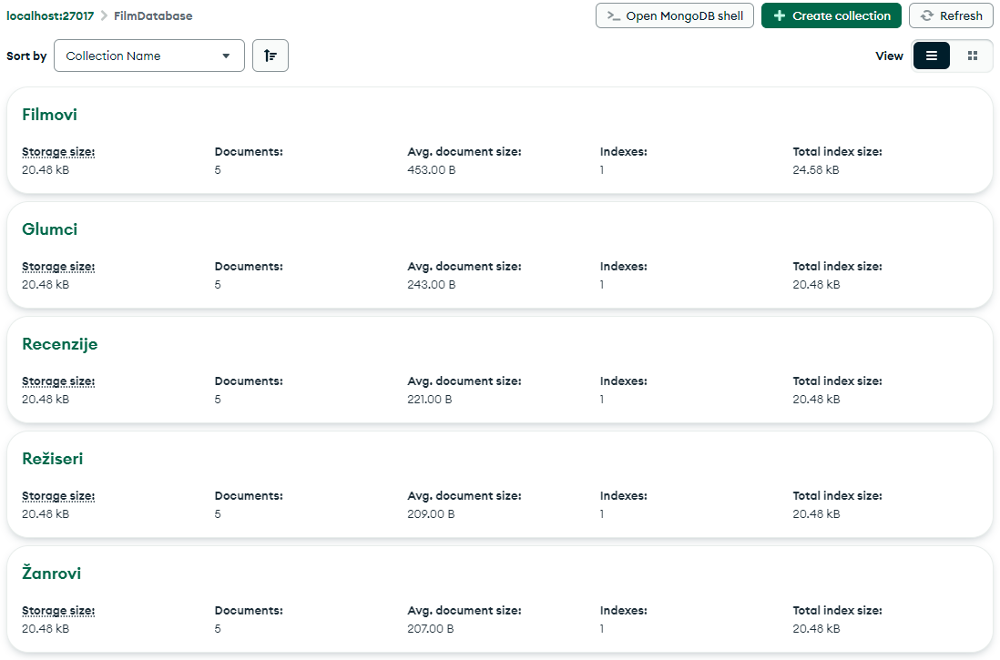 localhost:27017 > FilmDatabase
>_ Open MongoDB shell
+ Create collection
Refresh
Sort by
Collection Name
View
Filmovi
Storage size: Documents: Avg. document size: Indexes: Total index size:
20.48 kB 5 453.00 B 1 24.58 kB
Glumci
Storage size: Documents: Avg. document size: Indexes: Total index size:
20.48 kB 5 243.00 B 1 20.48 kB
Recenzije
Storage size: Documents: Avg. document size: Indexes: Total index size:
20.48 kB 5 221.00 B 1 20.48 kB
Režiseri
Storage size: Documents: Avg. document size: Indexes: Total index size:
20.48 kB 5 209.00 B 1 20.48 kB
Žanrovi
Storage size: Documents: Avg. document size: Indexes: Total index size:
20.48 kB 5 207.00 B 1 20.48 kB